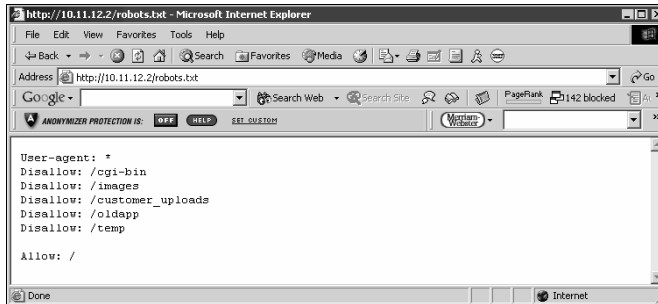 http://10.11.12.2/robots.txt - Microsoft Internet Explorer
File Edit View Favorites Tools Help
Back Search Favorites Media
Address http://10.11.12.2/robots.txt Go
Google Search Web Search Site PageRank 142 blocked
ANONYMIZER PROTECTION IS: OFF HELP SET CUSTOM Merriam-Webster
User-agent: *
Disallow: /cgi-bin
Disallow: /images
Disallow: /customer_uploads
Disallow: /oldapp
Disallow: /temp
Allow: /
Done Internet